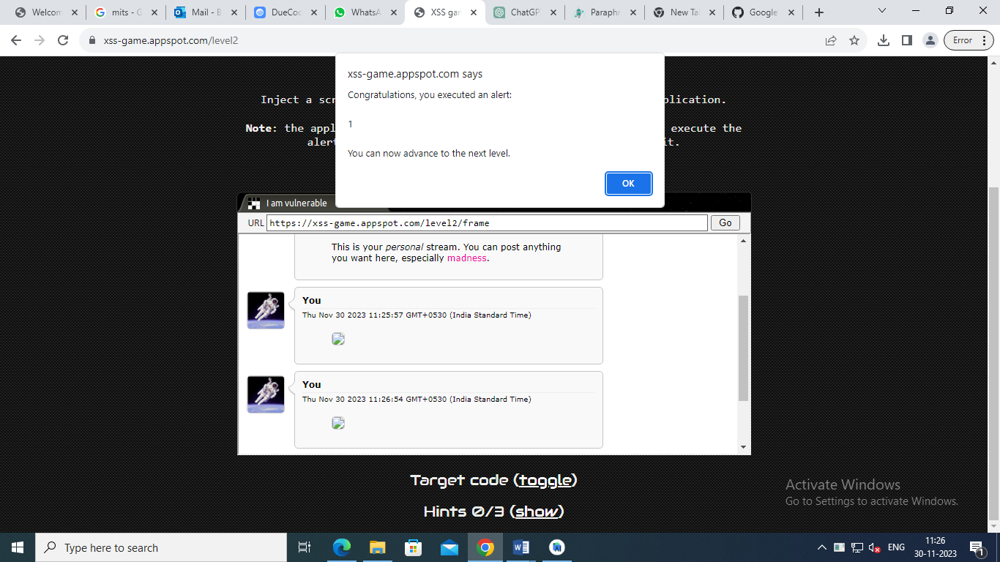 Welcom
mits - G
Mail - B
DueCo
WhatsA
XSS gam
ChatGP
Paraphr
New Ta
Google
xss-game.appspot.com/level2
Error
xss-game.appspot.com says
Congratulations, you executed an alert:
1
You can now advance to the next level.
OK
Inject a scr
plication.
Note: the appl
execute the
alert
it.
I am vulnerable
URL https://xss-game.appspot.com/level2/frame Go
This is your personal stream. You can post anything
you want here, especially madness.
You
Thu Nov 30 2023 11:25:57 GMT+0530 (India Standard Time)
You
Thu Nov 30 2023 11:26:54 GMT+0530 (India Standard Time)
Target code (toggle)
Hints 0/3 (show)
Activate Windows
Go to Settings to activate Windows.
Type here to search
ENG
11:26
30-11-2023
1